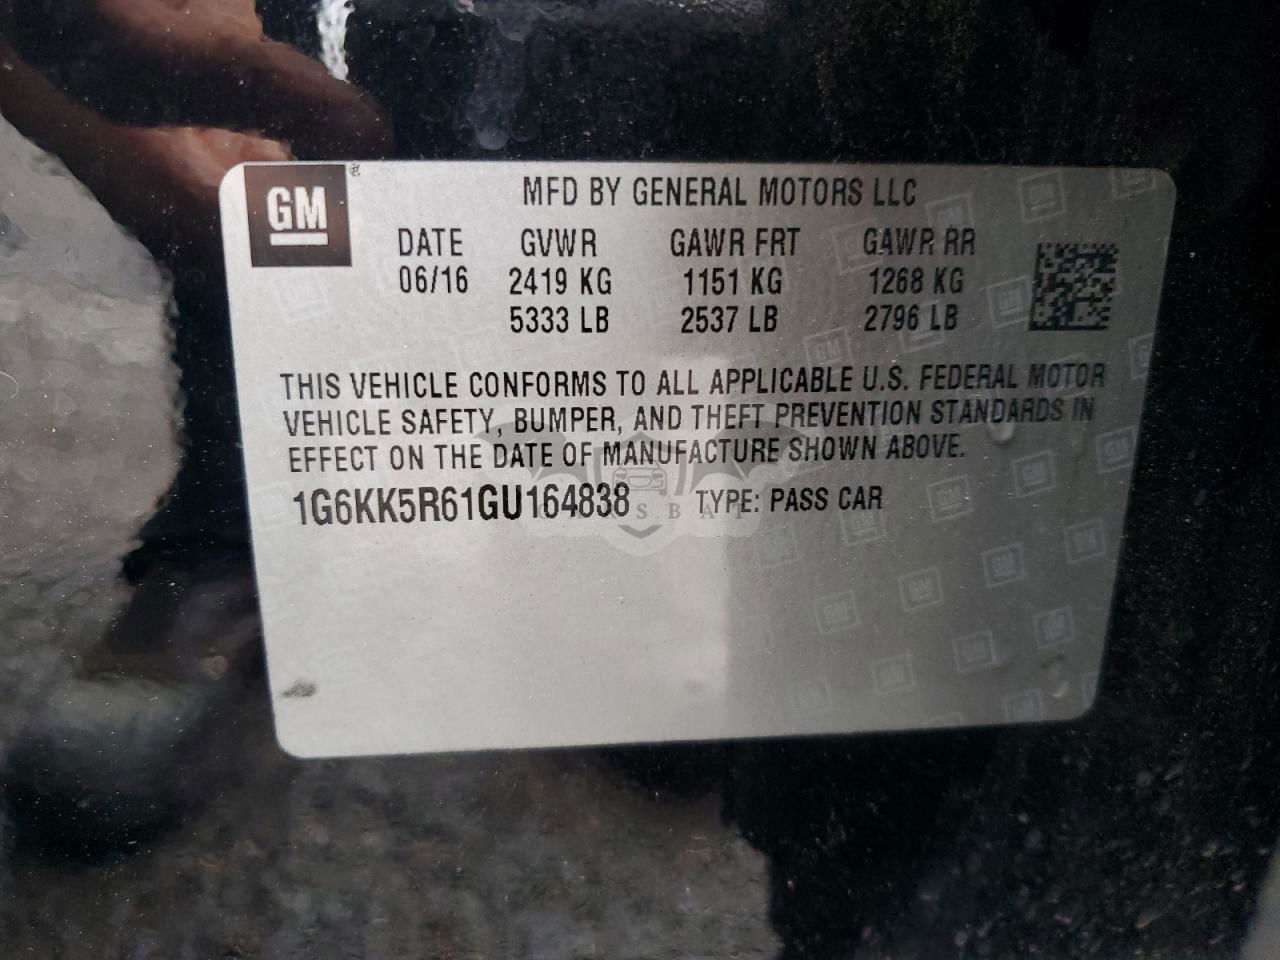 GM
MFD BY GENERAL MOTORS LLC
DATE GVWR GAWR FRT GAWR RR
06/16 2419 KG 1151 KG 1268 KG
5333 LB 2537 LB 2796 LB
THIS VEHICLE CONFORMS TO ALL APPLICABLE U.S. FEDERAL MOTOR
VEHICLE SAFETY, BUMPER, AND THEFT PREVENTION STANDARDS IN
EFFECT ON THE DATE OF MANUFACTURE SHOWN ABOVE.
1G6KK5R61GU164838 TYPE: PASS CAR